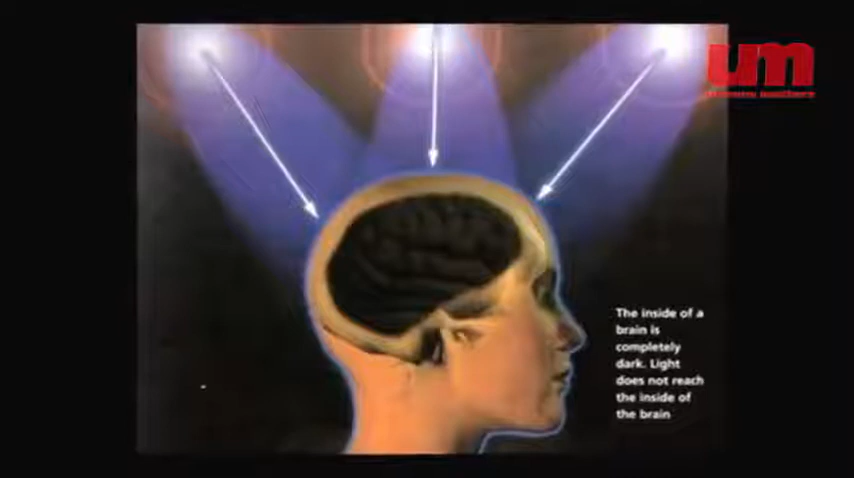 um
The inside of a
brain is
completely
dark. Light
does not reach
the inside of
the brain